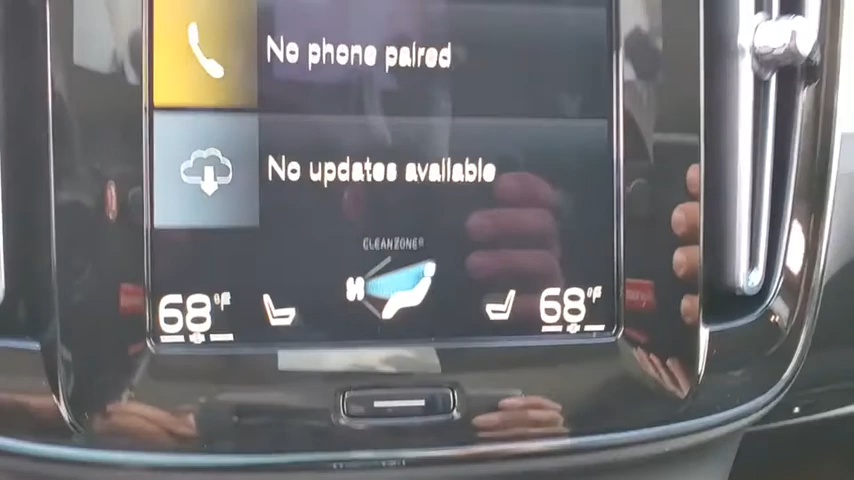 No phone paired
No updates available
CLEANZONE®
68°F
68°F